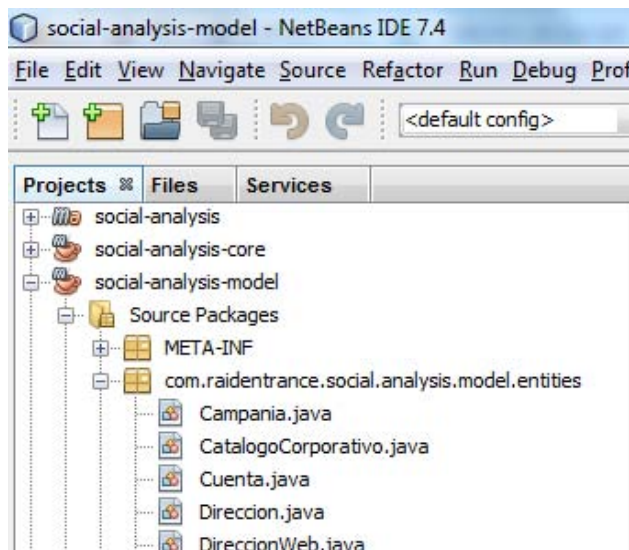 social-analysis-model - NetBeans IDE 7.4
File Edit View Navigate Source Refactor Run Debug Prof
<default config>
Projects Files Services
social-analysis
social-analysis-core
social-analysis-model
Source Packages
META-INF
com.raidentrance.social.analysis.model.entities
Campania.java
CatalogoCorporativo.java
Cuenta.java
Direccion.java
DireccionWeb.java